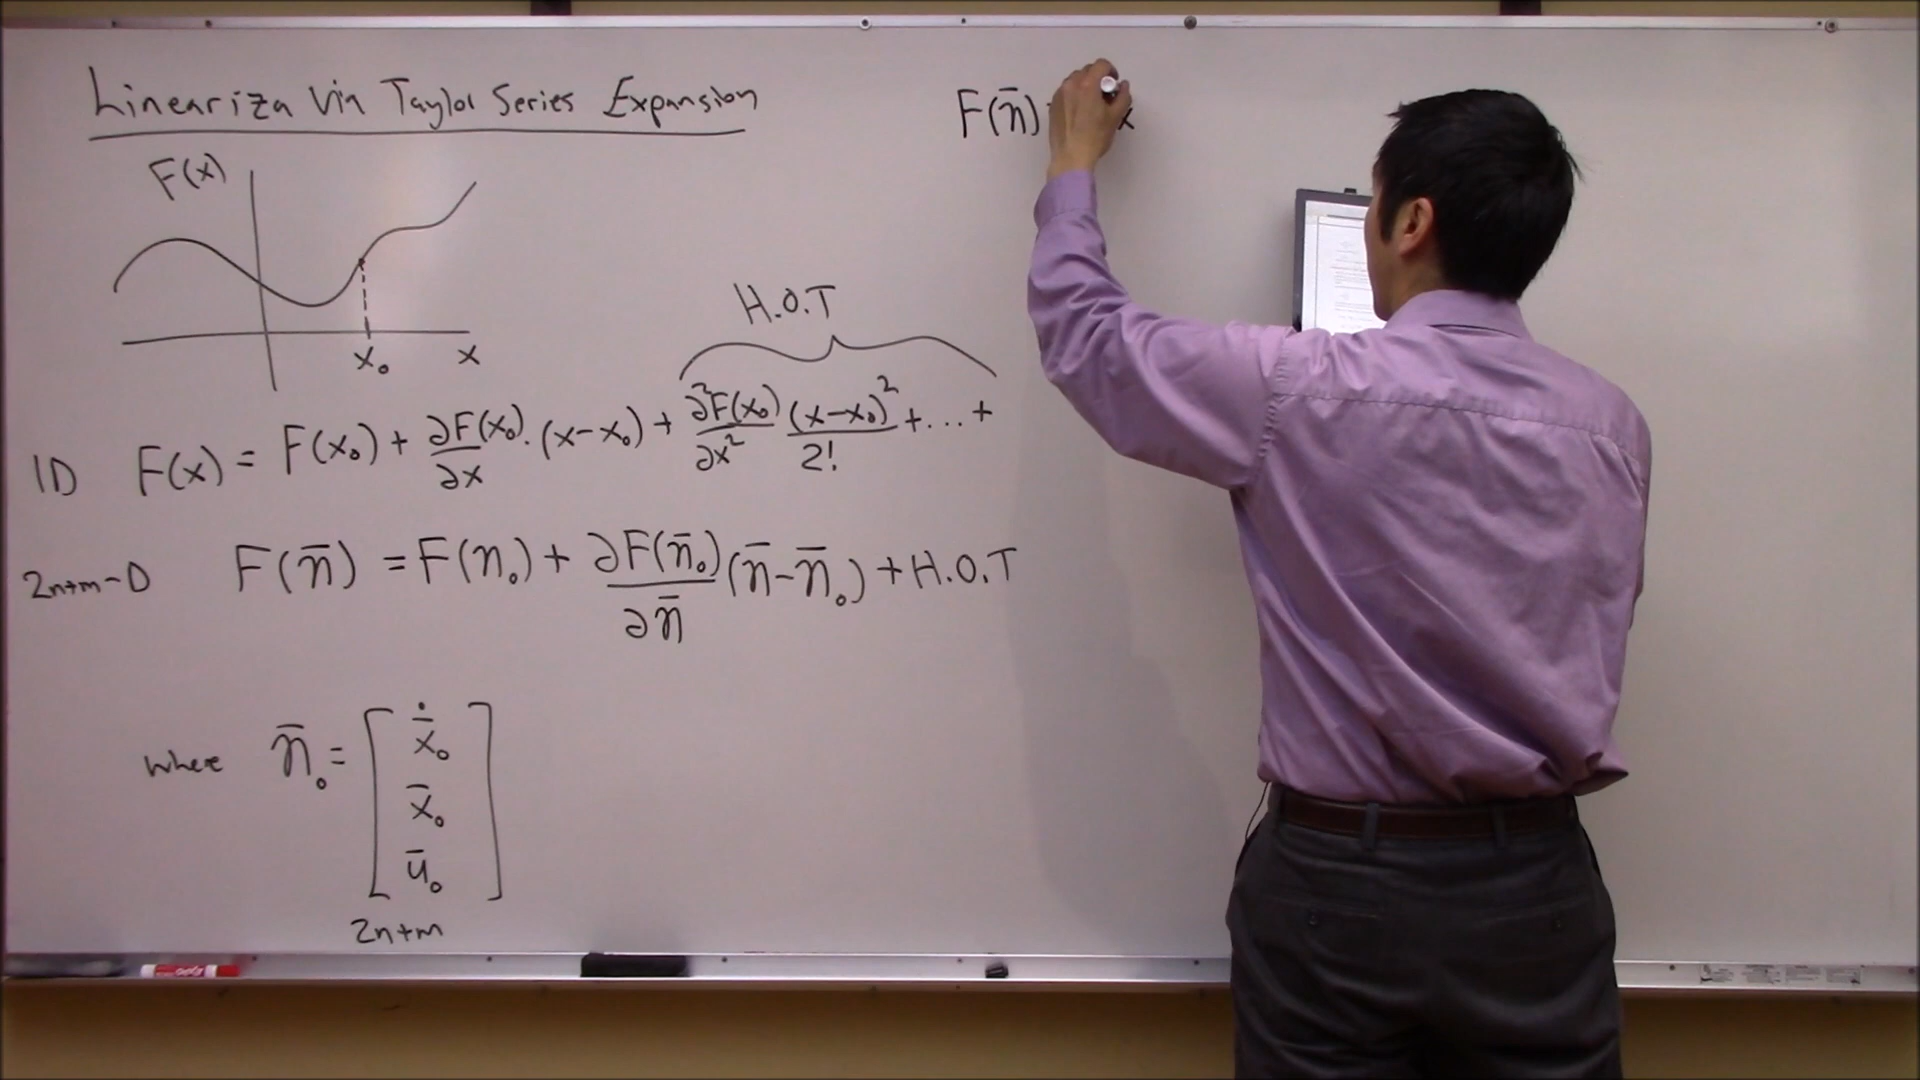 Lineariza Via Taylor Series Expansion
F(x)
x₀ x
H.O.T
1D F(x) = F(x₀) + ∂F(x₀)/∂x · (x-x₀) + ∂²F(x₀)/∂x² (x-x₀)²/2! + ... +
2n+m-D F(n̄) = F(n₀) + ∂F(n̄₀)/∂n̄ (n̄-n̄₀) + H.O.T
where n̄₀ = [ẋ̄₀
x̄₀
ū₀]
2n+m
F(n̄)
x